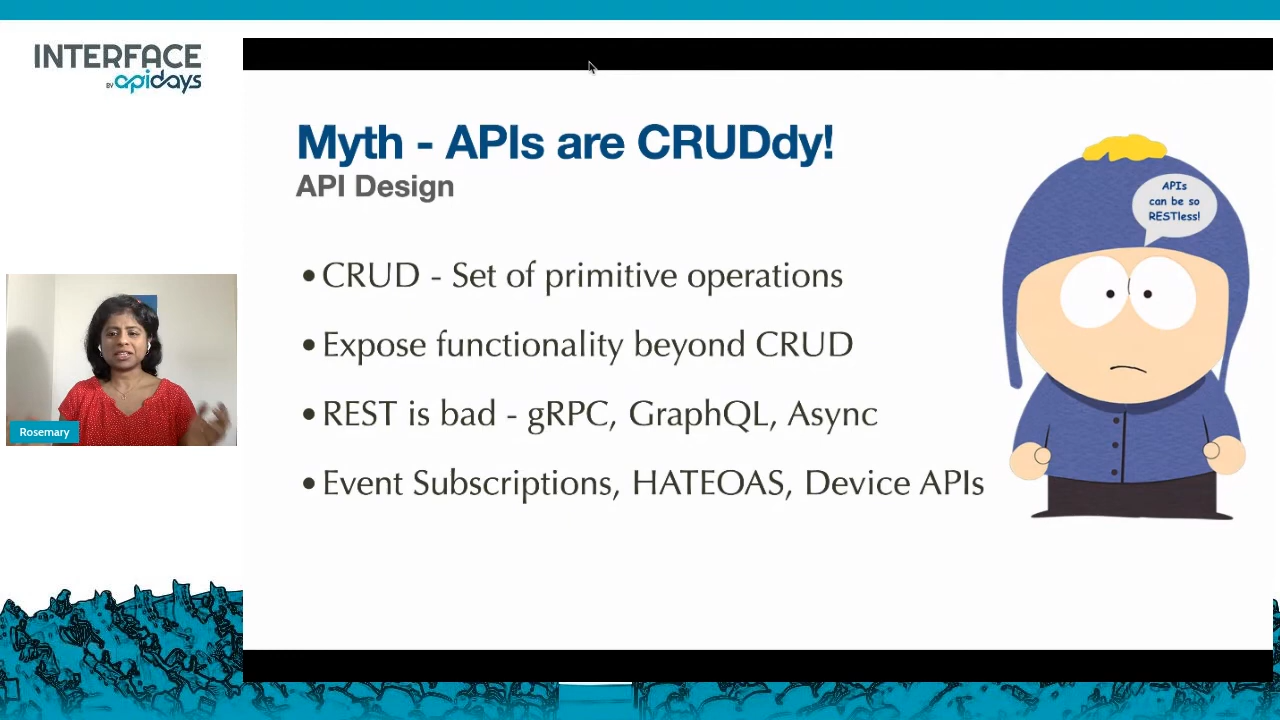 INTERFACE
BY apidays
Myth - APIs are CRUDdy!
API Design
• CRUD - Set of primitive operations
• Expose functionality beyond CRUD
• REST is bad - gRPC, GraphQL, Async
• Event Subscriptions, HATEOAS, Device APIs
APIs
can be so
RESTless!
Rosemary